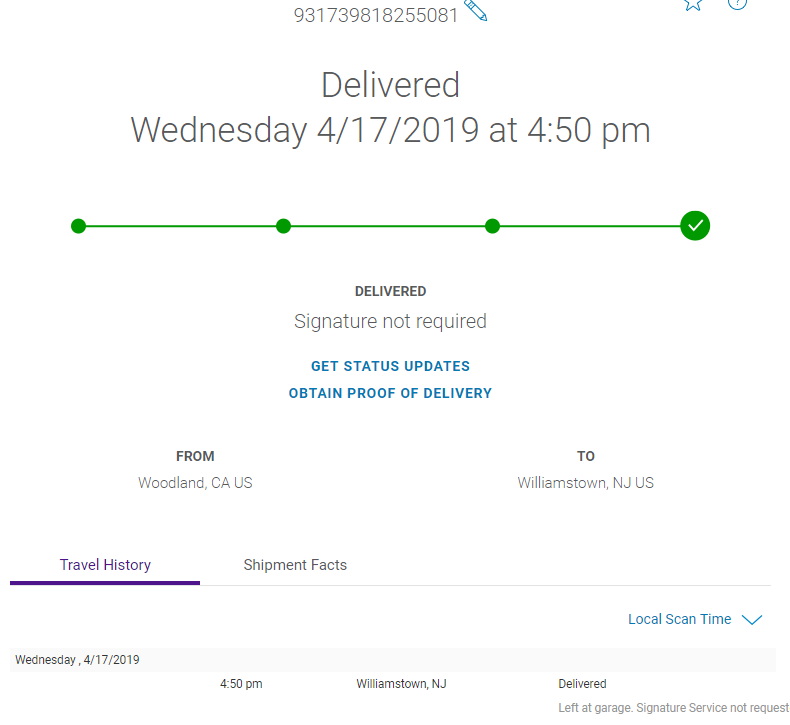 931739818255081
Delivered
Wednesday 4/17/2019 at 4:50 pm
DELIVERED
Signature not required
GET STATUS UPDATES
OBTAIN PROOF OF DELIVERY
FROM TO
Woodland, CA US Williamstown, NJ US
Travel History Shipment Facts
Local Scan Time
Wednesday , 4/17/2019
4:50 pm Williamstown, NJ Delivered
Left at garage. Signature Service not request